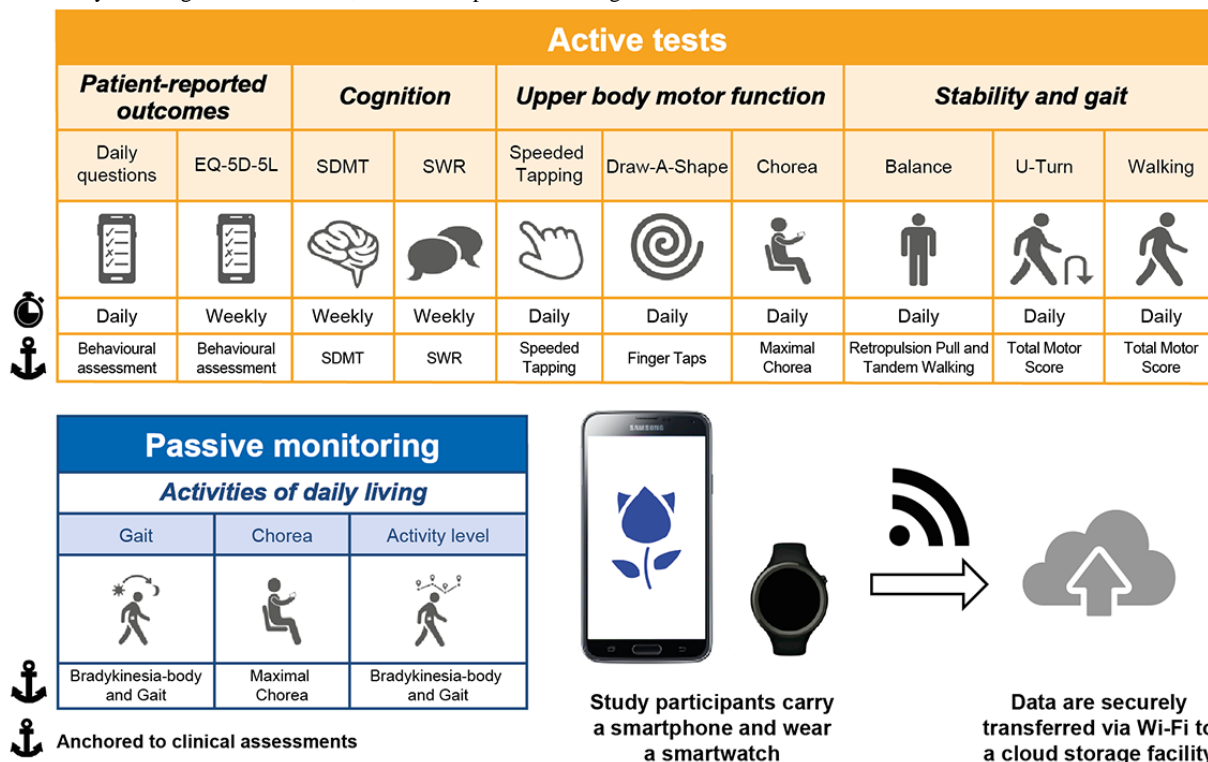 Active tests
Patient-reported outcomes
Cognition
Upper body motor function
Stability and gait
Daily questions
EQ-5D-5L
SDMT
SWR
Speeded Tapping
Draw-A-Shape
Chorea
Balance
U-Turn
Walking
Daily
Weekly
Weekly
Weekly
Daily
Daily
Daily
Daily
Daily
Daily
Behavioural assessment
Behavioural assessment
SDMT
SWR
Speeded Tapping
Finger Taps
Maximal Chorea
Retropulsion Pull and Tandem Walking
Total Motor Score
Total Motor Score
Passive monitoring
Activities of daily living
Gait
Chorea
Activity level
Bradykinesia-body and Gait
Maximal Chorea
Bradykinesia-body and Gait
Anchored to clinical assessments
SAMSUNG
Study participants carry
a smartphone and wear
a smartwatch
Data are securely
transferred via Wi-Fi to
a cloud storage facility